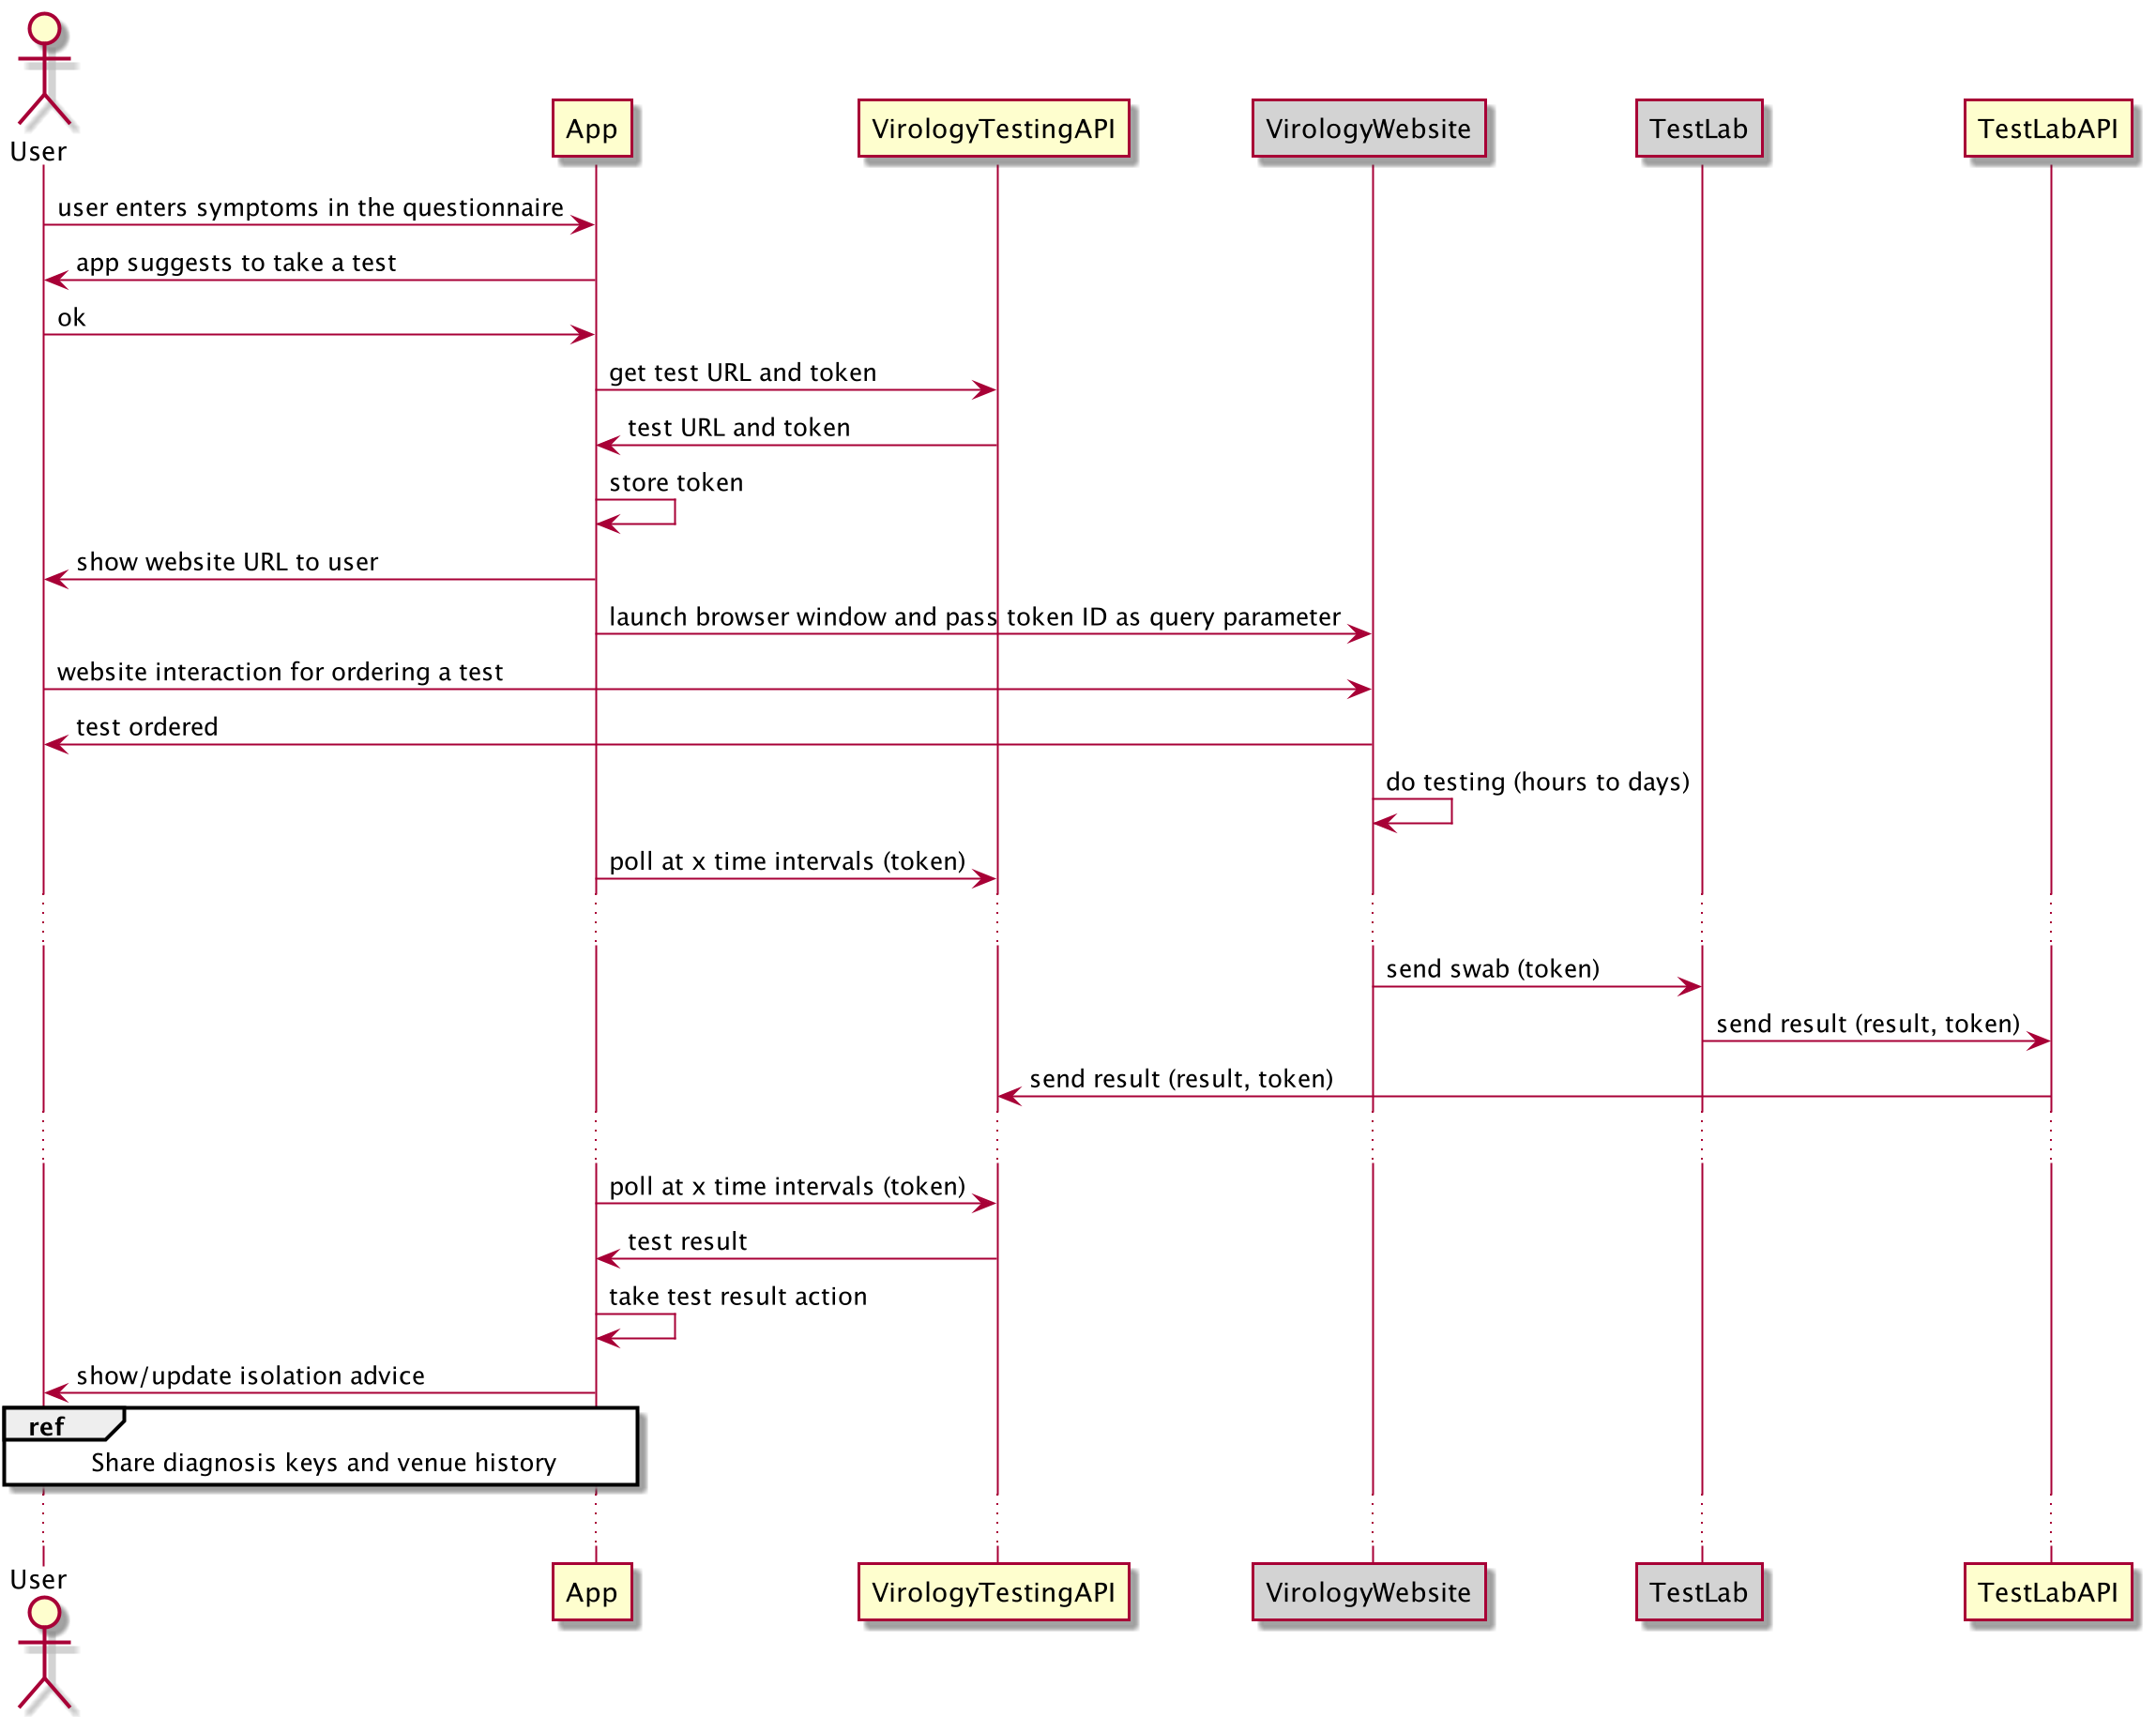 User
App
VirologyTestingAPI
VirologyWebsite
TestLab
TestLabAPI
user enters symptoms in the questionnaire
app suggests to take a test
ok
get test URL and token
test URL and token
store token
show website URL to user
launch browser window and pass token ID as query parameter
website interaction for ordering a test
test ordered
do testing (hours to days)
poll at x time intervals (token)
send swab (token)
send result (result, token)
send result (result, token)
poll at x time intervals (token)
test result
take test result action
show/update isolation advice
ref
Share diagnosis keys and venue history
User
App
VirologyTestingAPI
VirologyWebsite
TestLab
TestLabAPI